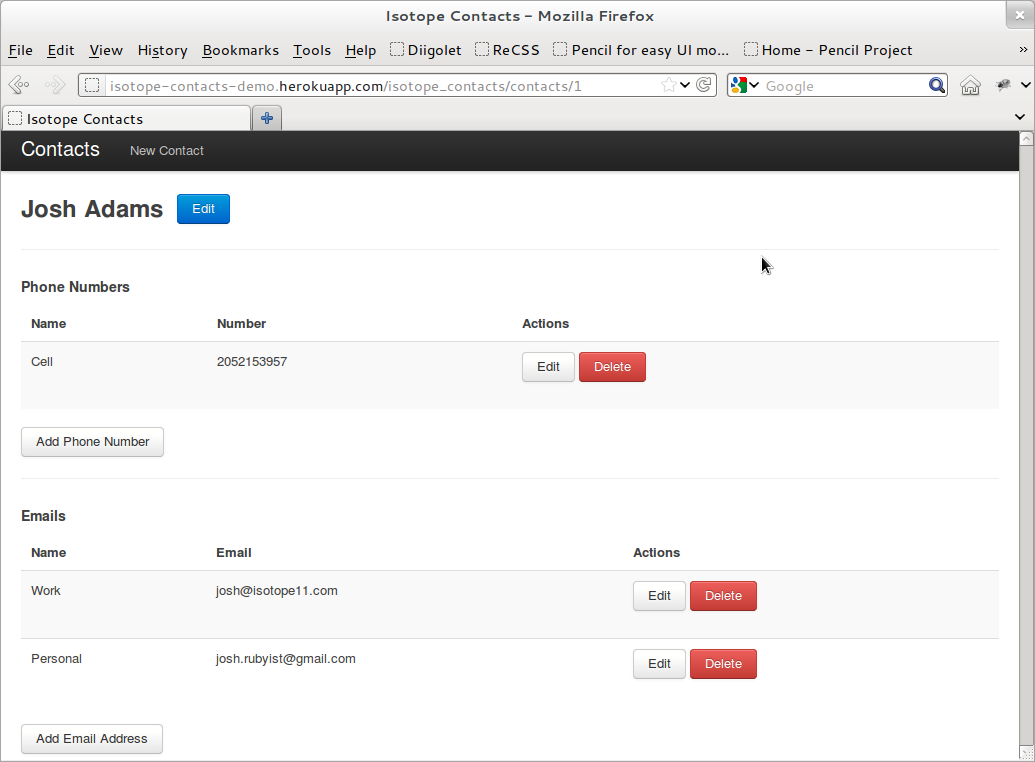 Isotope Contacts - Mozilla Firefox
File Edit View History Bookmarks Tools Help Diigolet ReCSS Pencil for easy UI mo... Home - Pencil Project »
isotope-contacts-demo.herokuapp.com/isotope_contacts/contacts/1 Google
Isotope Contacts
Contacts New Contact
Josh Adams Edit
Phone Numbers
Name Number Actions
Cell 2052153957 Edit Delete
Add Phone Number
Emails
Name Email Actions
Work josh@isotope11.com Edit Delete
Personal josh.rubyist@gmail.com Edit Delete
Add Email Address